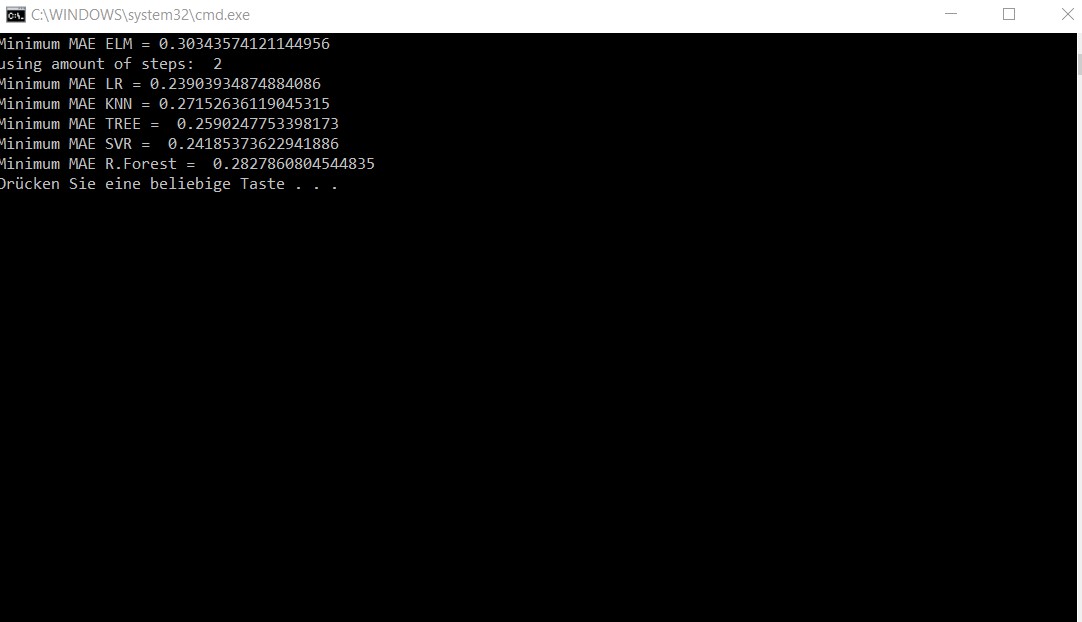 C:\WINDOWS\system32\cmd.exe
Minimum MAE ELM = 0.30343574121144956
using amount of steps:  2
Minimum MAE LR = 0.23903934874884086
Minimum MAE KNN = 0.27152636119045315
Minimum MAE TREE =  0.2590247753398173
Minimum MAE SVR =  0.24185373622941886
Minimum MAE R.Forest =  0.2827860804544835
Drücken Sie eine beliebige Taste . . .